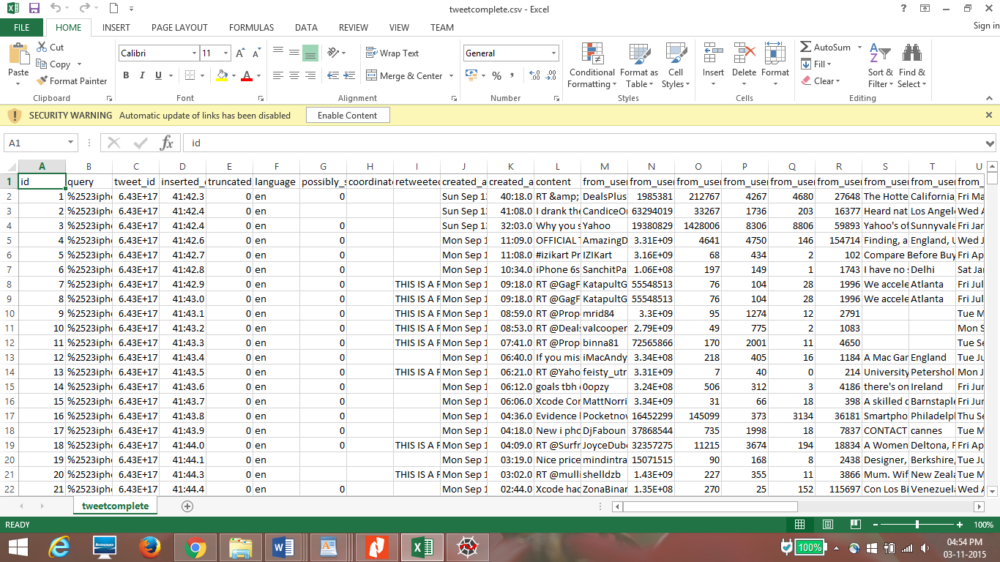 tweetcomplete.csv - Excel
FILE HOME INSERT PAGE LAYOUT FORMULAS DATA REVIEW VIEW TEAM Sign in
Paste Cut Copy Format Painter Clipboard
Calibri 11 B I U Font
Wrap Text Merge & Center Alignment
General % , Number
Conditional Formatting Format as Table Cell Styles Styles
Insert Delete Format Cells
AutoSum Fill Clear Sort & Filter Find & Select Editing
SECURITY WARNING Automatic update of links has been disabled Enable Content
A1 fx id
A B C D E F G H I J K L M N O P Q R S T U
1 id query tweet_id inserted_ truncated language possibly_s coordinate retweeted created_a created_a content from_user from_user from_user from_user from_user from_user from_user from_user from_
2 1 %2523iph 6.43E+17 41:42.3 0 en 0 Sun Sep 13 40:18.0 RT &amp; DealsPlus 1985381 212767 4267 4680 27648 The Hotte California, Fri Ma
3 2 %2523iph 6.43E+17 41:42.4 0 en Sun Sep 13 41:08.0 I drank the CandiceOn 63294019 33267 1736 203 16377 Heard nat Los Angele Wed A
4 3 %2523iph 6.43E+17 41:42.4 0 en 0 Sun Sep 13 32:03.0 Why you s Yahoo 19380829 1428006 8306 8806 59893 Yahoo's of Sunnyvale Fri Jan
5 4 %2523iph 6.43E+17 41:42.6 0 en 0 Mon Sep 1 11:09.0 OFFICIAL T AmazingD 3.31E+09 4641 4750 146 154714 Finding, a England, U Wed J
6 5 %2523iph 6.43E+17 41:42.7 0 en 0 Mon Sep 1 11:08.0 #izikart Pr IZIKart 3.16E+09 68 434 2 102 Compare Before Buy Fri Ap
7 6 %2523iph 6.43E+17 41:42.8 0 en 0 Mon Sep 1 10:34.0 iPhone 6s SanchitPa 1.06E+08 197 149 1 1743 I have no s Delhi Sat Jan
8 7 %2523iph 6.43E+17 41:42.9 0 en 0 THIS IS A R Mon Sep 1 09:18.0 RT @GagF KatapultG 55548513 76 104 28 1996 We accele Atlanta Fri Jul
9 8 %2523iph 6.43E+17 41:43.0 0 en 0 THIS IS A R Mon Sep 1 09:18.0 RT @GagF KatapultG 55548513 76 104 28 1996 We accele Atlanta Fri Jul
10 9 %2523iph 6.43E+17 41:43.1 0 en 0 THIS IS A R Mon Sep 1 08:59.0 RT @Prop mrid84 3.3E+09 95 1274 12 2791 Tue M
11 10 %2523iph 6.43E+17 41:43.2 0 en 0 THIS IS A R Mon Sep 1 08:53.0 RT @Deal valcooper 2.79E+09 49 775 2 1083 Mon S
12 11 %2523iph 6.43E+17 41:43.3 0 en 0 THIS IS A R Mon Sep 1 07:41.0 RT @Prop binna81 72565866 170 2001 11 4650 Tue Se
13 12 %2523iph 6.43E+17 41:43.4 0 en Mon Sep 1 06:40.0 If you mis iMacAndy 3.34E+08 218 405 16 1184 A Mac Gar England Tue Ju
14 13 %2523iph 6.43E+17 41:43.5 0 en 0 THIS IS A R Mon Sep 1 06:21.0 RT @Yaho feisty_utr 3.31E+09 7 40 0 214 University Petershol Mon J
15 14 %2523iph 6.43E+17 41:43.6 0 en 0 Mon Sep 1 06:12.0 goals tbh 0opzy 3.24E+08 506 312 3 4186 there's on Ireland Fri Jun
16 15 %2523iph 6.43E+17 41:43.7 0 en 0 Mon Sep 1 06:06.0 Xcode Con MattNorri 3.34E+09 31 66 18 398 A skilled c Barnstaple Fri Jun
17 16 %2523iph 6.43E+17 41:43.8 0 en 0 Mon Sep 1 04:36.0 Evidence Pocketnov 16452299 145099 373 3134 36181 Smartpho Philadelph Thu Se
18 17 %2523iph 6.43E+17 41:43.9 0 en 0 Mon Sep 1 04:18.0 New i pho DjFaboun 37868544 735 1998 18 7837 CONTACT cannes Tue M
19 18 %2523iph 6.43E+17 41:44.0 0 en 0 THIS IS A R Mon Sep 1 04:09.0 RT @Surfr JoyceDube 32357275 11215 3674 194 18834 A Women Deltona, F Fri Ap
20 19 %2523iph 6.43E+17 41:44.1 0 en Mon Sep 1 03:19.0 Nice price mindintra 15071515 90 168 8 2438 Designer, Berkshire, Tue Ju
21 20 %2523iph 6.43E+17 41:44.3 0 en THIS IS A R Mon Sep 1 03:02.0 RT @mulli shelldzb 1.43E+09 227 355 11 3866 Mum. Wif New Zeala Tue M
22 21 %2523iph 6.43E+17 41:44.4 0 en 0 Mon Sep 1 02:44.0 Xcode hac ZonaBinar 1.35E+08 270 25 152 115697 Con Los Bi Venezuela Wed A
tweetcomplete
READY 100%
lenovo 100% 04:54 PM
03-11-2015